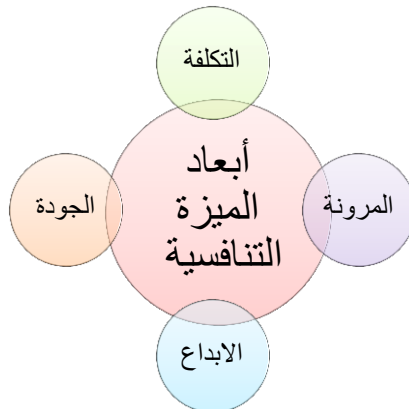 التكلفة
أبعاد
الميزة
التنافسية
المرونة
الجودة
الابداع